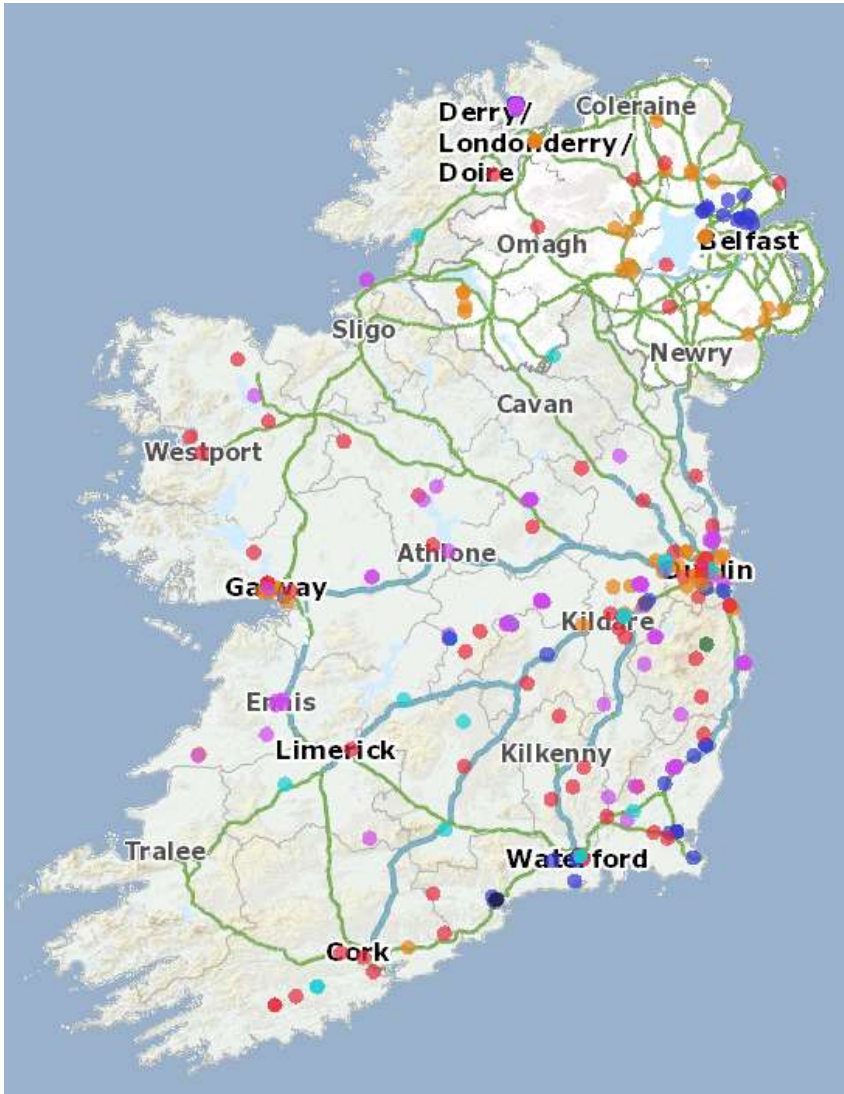 Derry/
Londonderry/
Doire
Coleraine
Omagh
Belfast
Sligo
Newry
Cavan
Westport
Athlone
Dublin
Galway
Kildare
Ennis
Limerick
Kilkenny
Tralee
Waterford
Cork